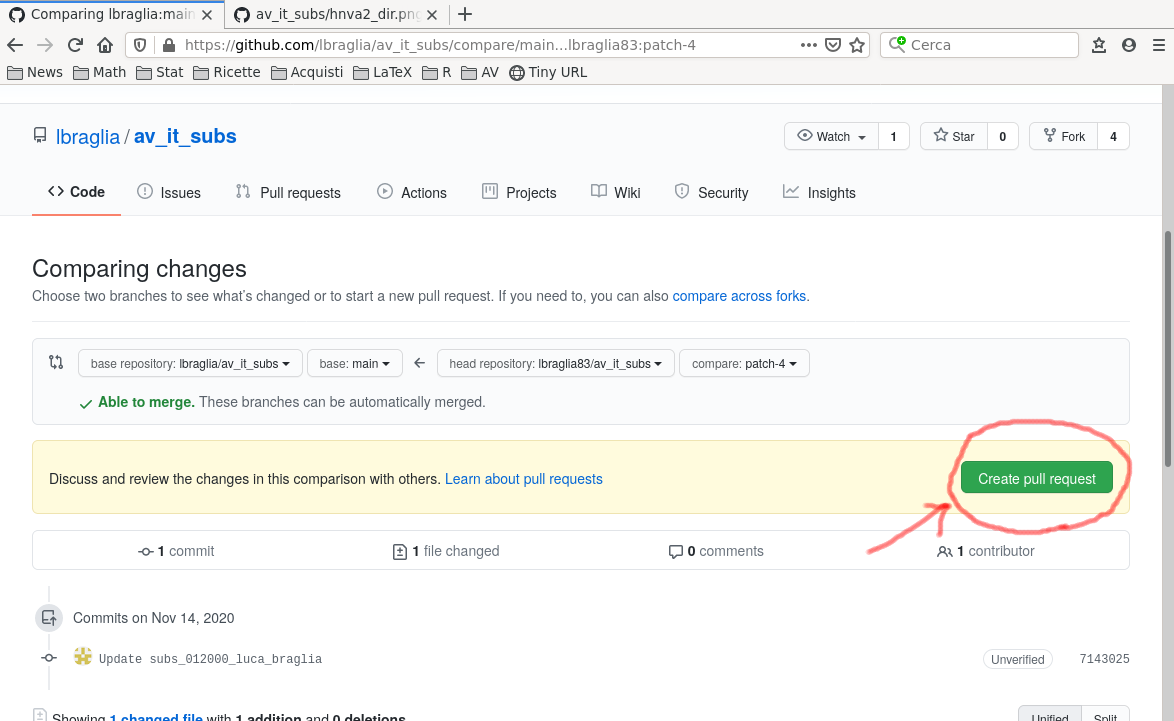 Comparing lbraglia:main
av_it_subs/hnva2_dir.png
https://github.com/lbraglia/av_it_subs/compare/main...lbraglia83:patch-4
Cerca
News Math Stat Ricette Acquisti LaTeX R AV Tiny URL
lbraglia / av_it_subs
Watch 1 Star 0 Fork 4
Code Issues Pull requests Actions Projects Wiki Security Insights
Comparing changes
Choose two branches to see what's changed or to start a new pull request. If you need to, you can also compare across forks.
base repository: lbraglia/av_it_subs base: main head repository: lbraglia83/av_it_subs compare: patch-4
Able to merge. These branches can be automatically merged.
Discuss and review the changes in this comparison with others. Learn about pull requests
Create pull request
1 commit 1 file changed 0 comments 1 contributor
Commits on Nov 14, 2020
Update subs_012000_luca_braglia Unverified 7143025
Showing 1 changed file with 1 addition and 0 deletions. Unified Split